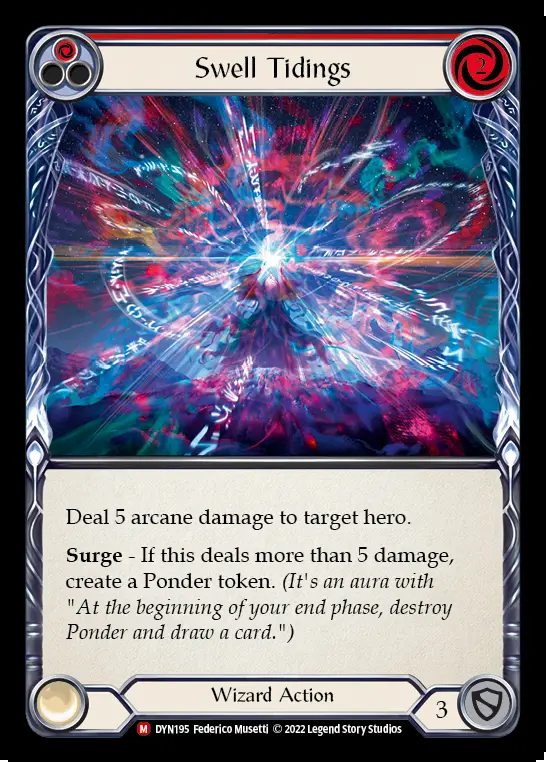 Swell Tidings
2
Deal 5 arcane damage to target hero.
Surge - If this deals more than 5 damage,
create a Ponder token. (It's an aura with
"At the beginning of your end phase, destroy
Ponder and draw a card.")
Wizard Action
3
M DYN195 Federico Musetti © 2022 Legend Story Studios